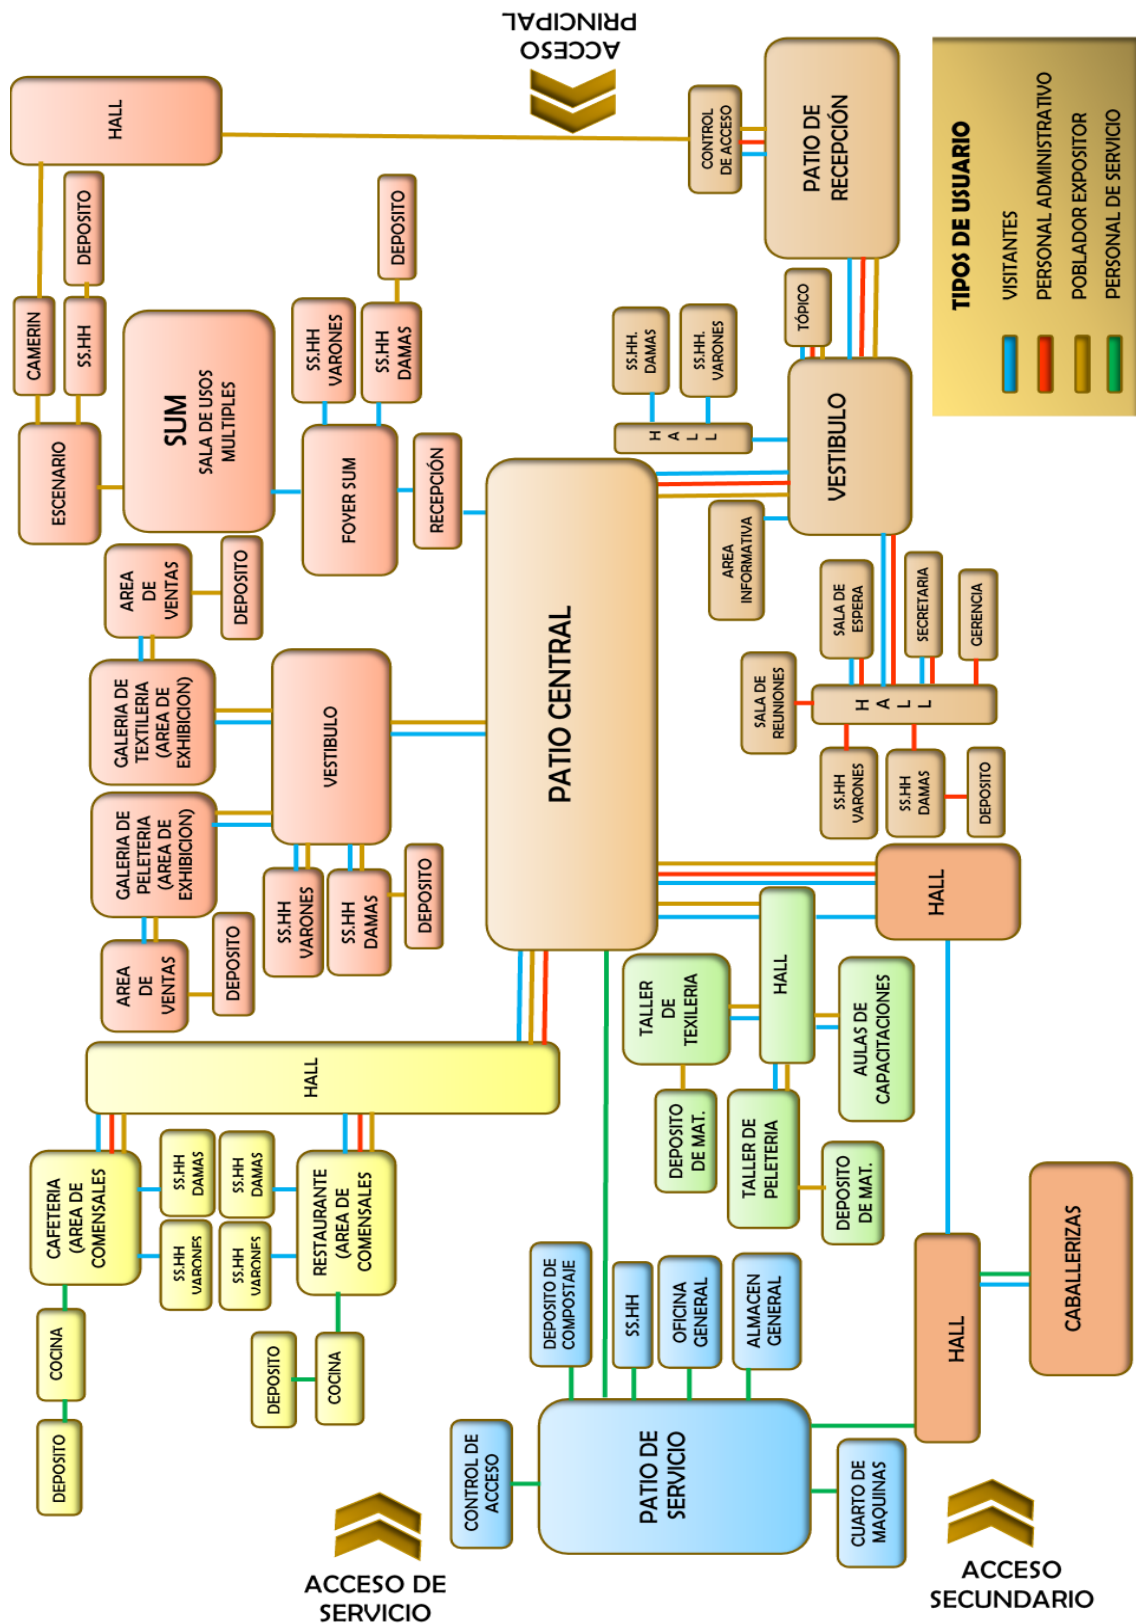 ACCESO
PRINCIPAL
HALL
CONTROL
DE ACCESO
PATIO DE
RECEPCIÓN
TIPOS DE USUARIO
VISITANTES
PERSONAL ADMINISTRATIVO
POBLADOR EXPOSITOR
PERSONAL DE SERVICIO
CAMERIN
DEPOSITO
SS.HH
ESCENARIO
SUM
SALA DE USOS
MULTIPLES
SS.HH
VARONES
SS.HH
DAMAS
DEPOSITO
FOYER SUM
RECEPCIÓN
SS.HH.
DAMAS
SS.HH.
VARONES
HALL
TÓPICO
VESTIBULO
AREA
INFORMATIVA
AREA
DE
VENTAS
DEPOSITO
GALERIA DE
TEXTILERIA
(AREA DE
EXHIBICION)
GALERIA DE
PELETERIA
(AREA DE
EXHIBICION)
AREA
DE
VENTAS
DEPOSITO
VESTIBULO
SS.HH
VARONES
SS.HH
DAMAS
DEPOSITO
PATIO CENTRAL
SALA DE
REUNIONES
SALA DE
ESPERA
SECRETARIA
GERENCIA
HALL
SS.HH
VARONES
SS.HH
DAMAS
DEPOSITO
HALL
HALL
CAFETERIA
(AREA DE
COMENSALES
SS.HH
DAMAS
SS.HH
DAMAS
SS.HH
VARONES
SS.HH
VARONES
RESTAURANTE
(AREA DE
COMENSALES
COCINA
DEPOSITO
DEPOSITO
COCINA
TALLER
DE
TEXILERIA
HALL
AULAS DE
CAPACITACIONES
DEPOSITO
DE MAT.
TALLER DE
PELETERIA
DEPOSITO
DE MAT.
DEPOSITO DE
COMPOSTAJE
SS.HH
OFICINA
GENERAL
ALMACEN
GENERAL
CONTROL DE
ACCESO
PATIO DE
SERVICIO
CUARTO DE
MAQUINAS
HALL
CABALLERIZAS
ACCESO DE
SERVICIO
ACCESO
SECUNDARIO